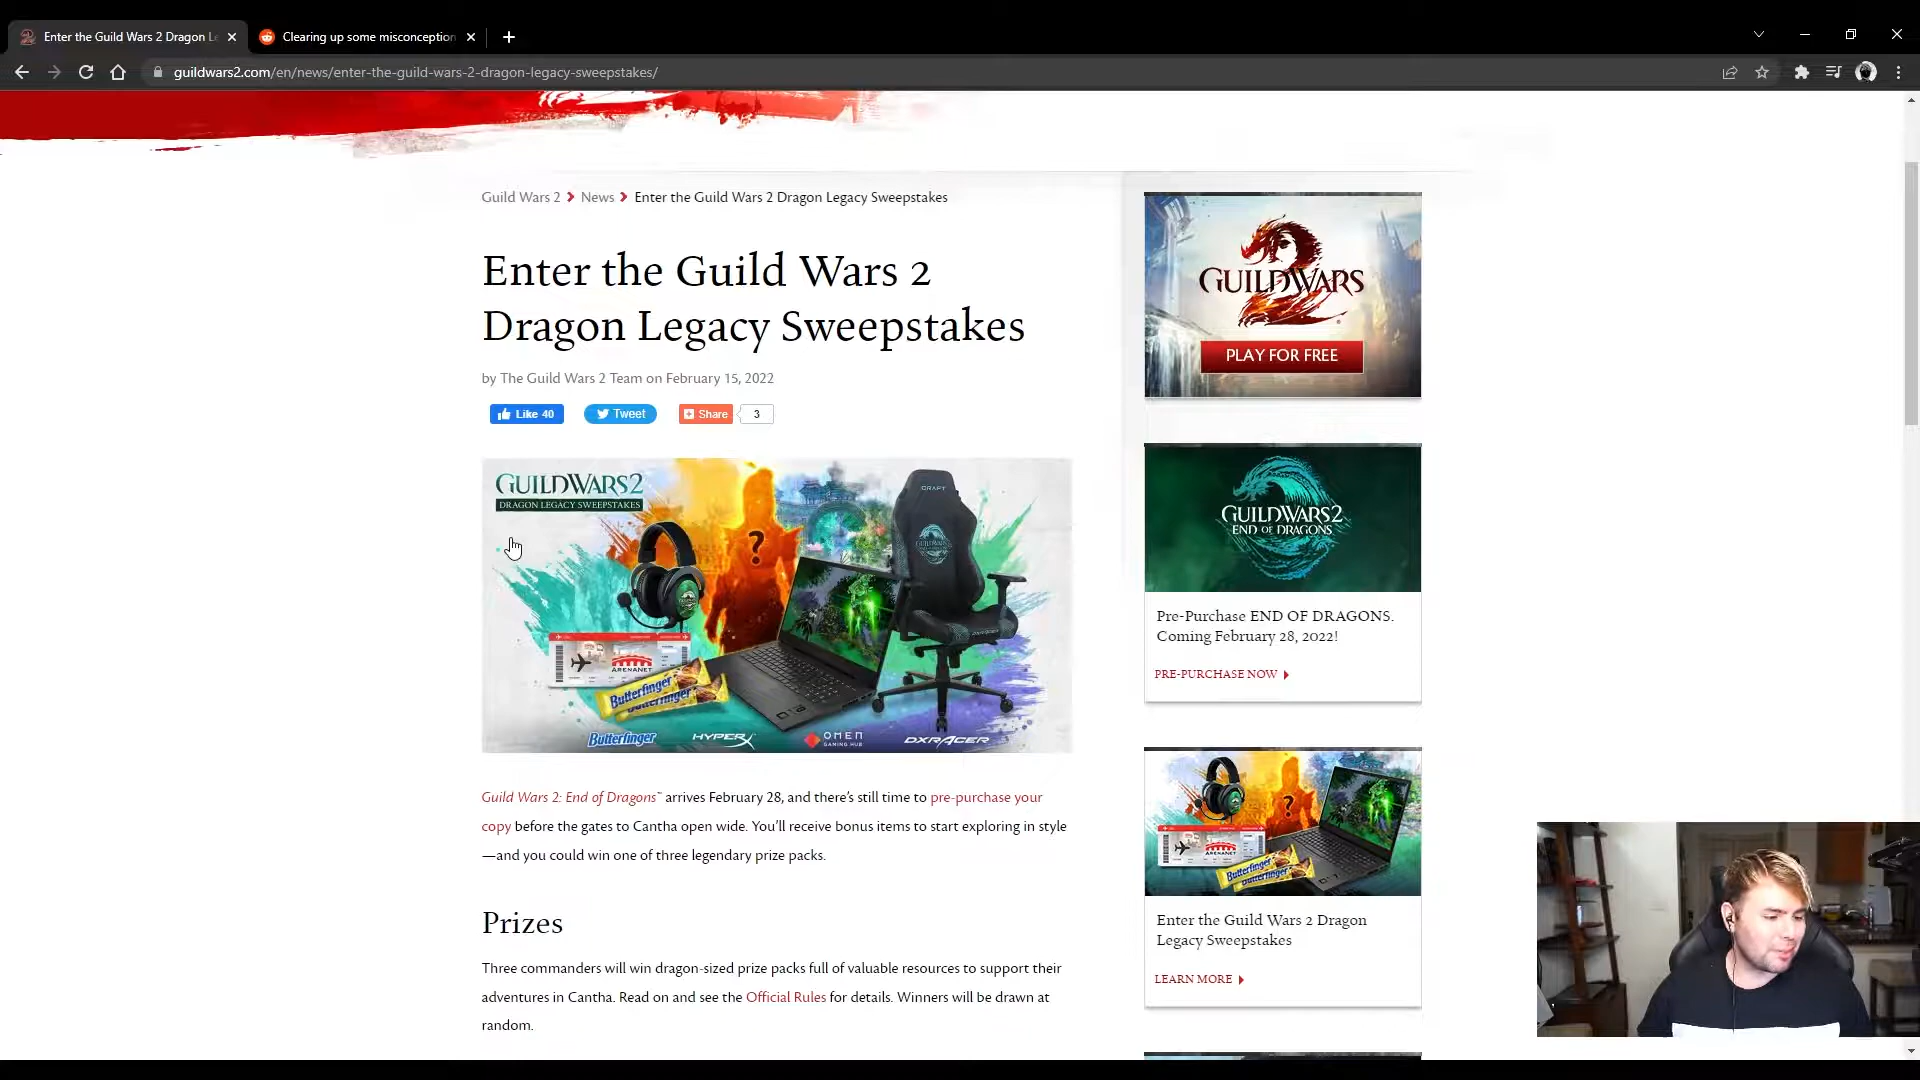 Enter the Guild Wars 2 Dragon Le
Clearing up some misconception
guildwars2.com/en/news/enter-the-guild-wars-2-dragon-legacy-sweepstakes/
Guild Wars 2 News Enter the Guild Wars 2 Dragon Legacy Sweepstakes
Enter the Guild Wars 2
Dragon Legacy Sweepstakes
by The Guild Wars 2 Team on February 15, 2022
Like 40 Tweet Share 3
GUILDWARS2
DRAGON LEGACY SWEEPSTAKES
CRAFT
?
ARENANET
Butterfinger
Butterfinger
DXRACER
Butterfinger HYPERX OMEN
GAMING HUB DXRACER
Guild Wars 2: End of Dragons™ arrives February 28, and there’s still time to pre-purchase your
copy before the gates to Cantha open wide. You’ll receive bonus items to start exploring in style
—and you could win one of three legendary prize packs.
Prizes
Three commanders will win dragon-sized prize packs full of valuable resources to support their
adventures in Cantha. Read on and see the Official Rules for details. Winners will be drawn at
random.
GUILDWARS
2
PLAY FOR FREE
GUILDWARS2
END OF DRAGONS
Pre-Purchase END OF DRAGONS.
Coming February 28, 2022!
PRE-PURCHASE NOW
?
ARENANET
Butterfinger
Butterfinger
Enter the Guild Wars 2 Dragon
Legacy Sweepstakes
LEARN MORE